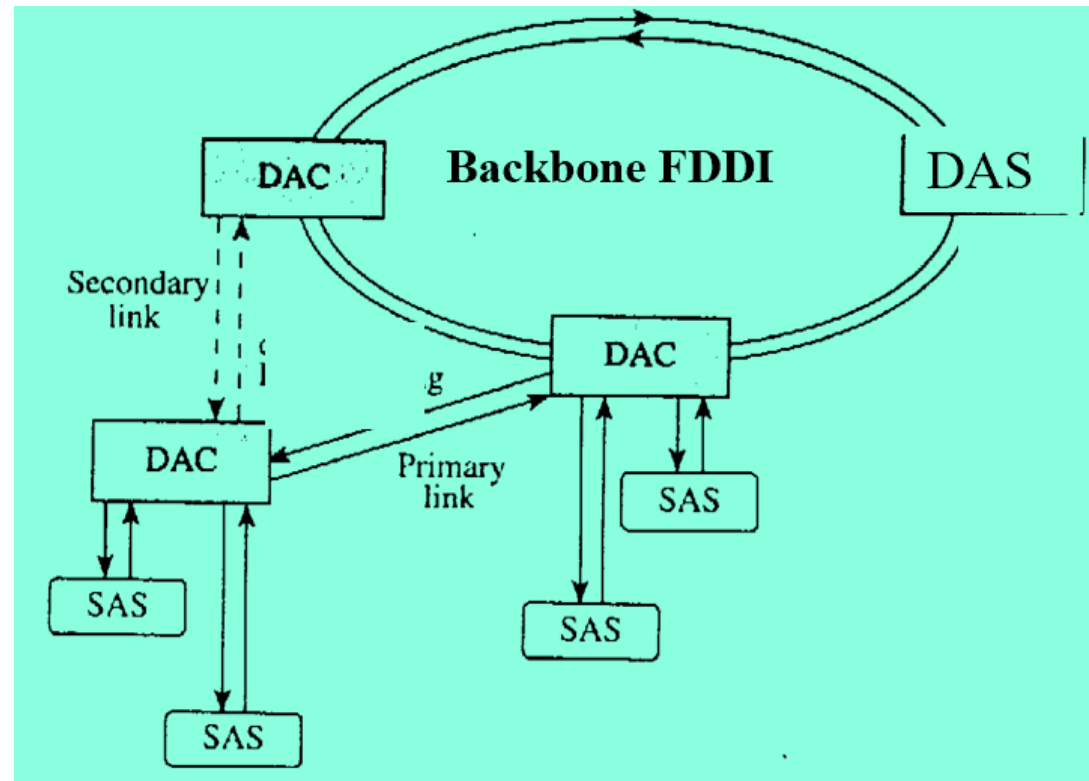 Backbone FDDI
DAC
DAS
Secondary
link
DAC
g
DAC
Primary
link
SAS
SAS
SAS
SAS